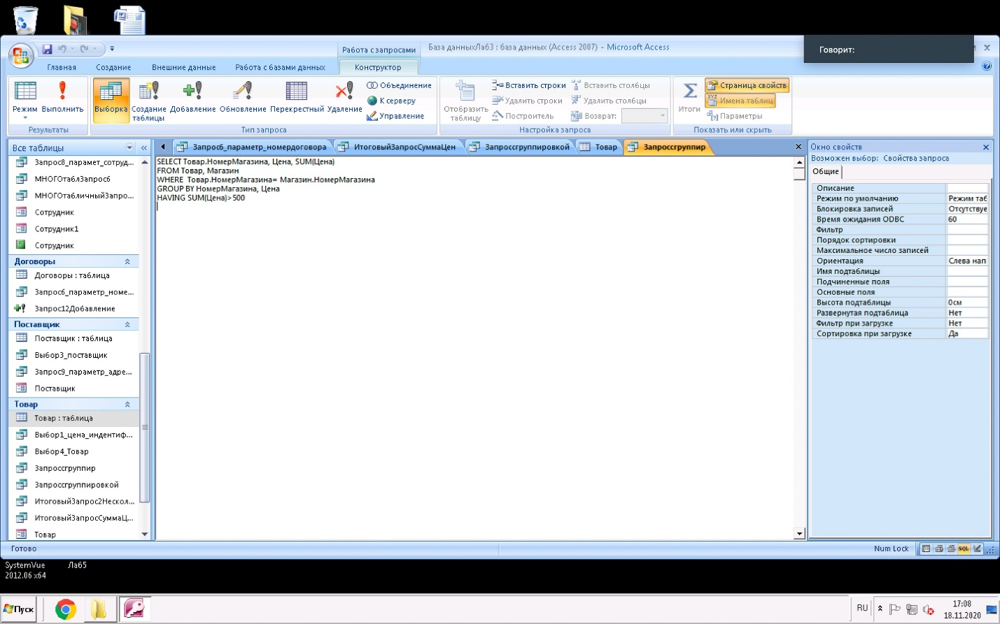 Работа с запросами
База данныхЛаб3 : база данных (Access 2007) - Microsoft Access
Говорит:
Главная
Создание
Внешние данные
Работа с базами данных
Конструктор
Режим
Выполнить
Результаты
Выборка
Создание таблицы
Добавление
Обновление
Перекрестный
Удаление
Объединение
К серверу
Управление
Тип запроса
Отобразить таблицу
Вставить строки
Удалить строки
Построитель
Вставить столбцы
Удалить столбцы
Возврат:
Настройка запроса
Итоги
Страница свойств
Имена таблиц
Параметры
Показать или скрыть
Все таблицы
Запрос8_парамет_сотруд...
МНОГОтаблЗапрос6
МНОГОтабличныйЗапро...
Сотрудник
Сотрудник1
Сотрудник
Договоры
Договоры : таблица
Запрос6_параметр_номе...
Запрос12Добавление
Поставщик
Поставщик : таблица
Выбор3_поставщик
Запрос9_параметр_адре...
Поставщик
Товар
Товар : таблица
Выбор1_цена_индентиф...
Выбор4_Товар
Запроссгруппир
Запроссгруппировкой
ИтоговыйЗапрос2Нескол...
ИтоговыйЗапросСуммаЦ...
Товар
Запрос6_параметр_номердоговора
ИтоговыйЗапросСуммаЦен
Запроссгруппировкой
Товар
Запроссгруппир
SELECT Товар.НомерМагазина, Цена, SUM(Цена)
FROM Товар, Магазин
WHERE Товар.НомерМагазина= Магазин.НомерМагазина
GROUP BY НомерМагазина, Цена
HAVING SUM(Цена)>500
Окно свойств
Возможен выбор: Свойства запроса
Общие
Описание
Режим по умолчанию Режим таб
Блокировка записей Отсутствуе
Время ожидания ODBC 60
Фильтр
Порядок сортировки
Максимальное число записей
Ориентация Слева нап
Имя подтаблицы
Подчиненные поля
Основные поля
Высота подтаблицы 0см
Развернутая подтаблица Нет
Фильтр при загрузке Нет
Сортировка при загрузке Да
Готово
Num Lock
SQL
SystemVue
2012.06 x64
Лаб5
Пуск
RU
17:08
18.11.2020